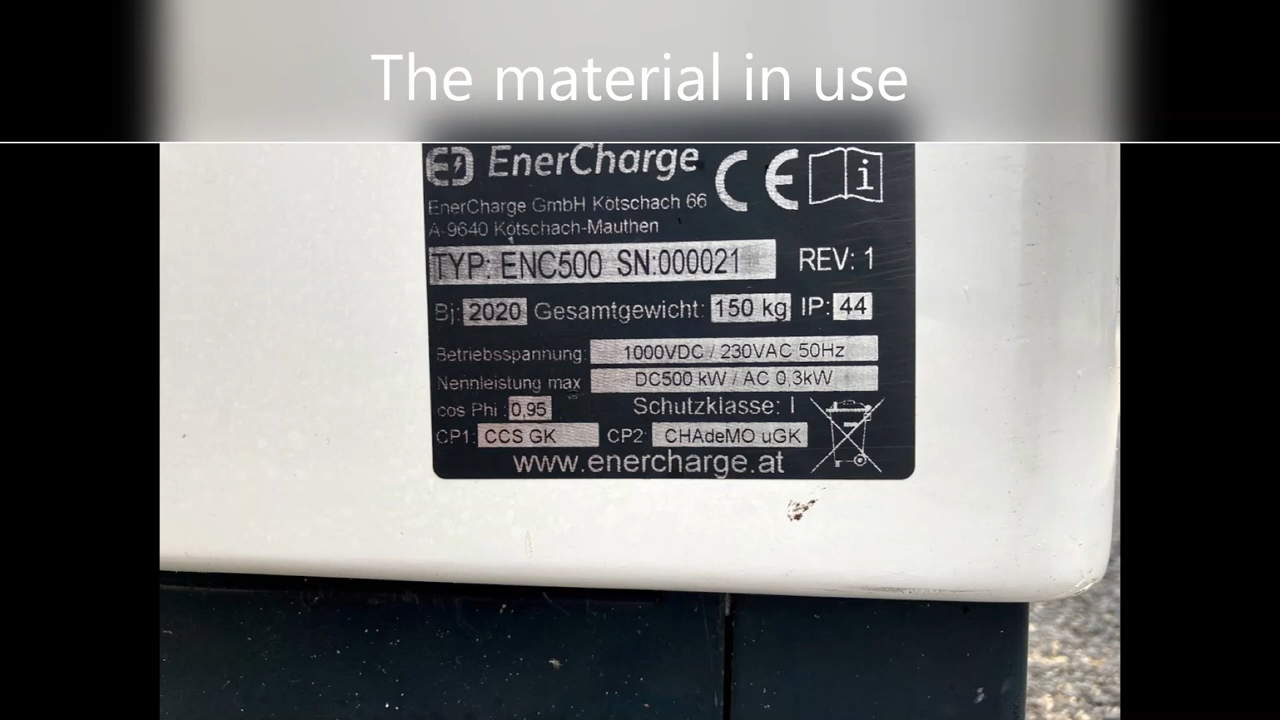 The material in use
EnerCharge
EnerCharge GmbH Kötschach 66
A-9640 Kötschach-Mauthen
TYP: ENC500 SN:000021 REV: 1
Bj: 2020 Gesamtgewicht: 150 kg IP: 44
Betriebsspannung: 1000VDC / 230VAC 50Hz
Nennleistung max DC500 kW / AC 0,3kW
cos Phi : 0,95 Schutzklasse: I
CP1: CCS GK CP2 CHAdeMO uGK
www.enercharge.at